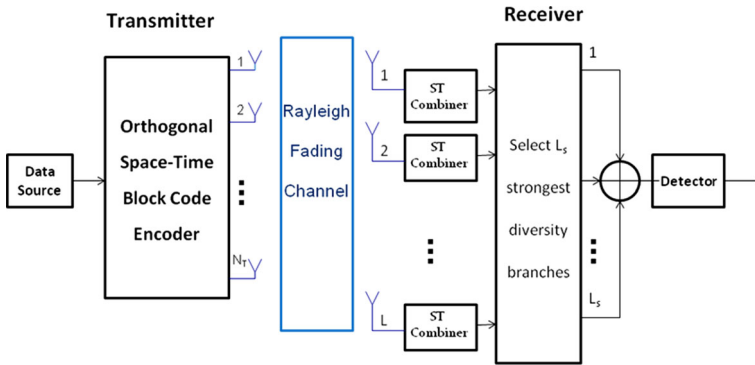 Transmitter
Receiver
Data
Source
Orthogonal
Space-Time
Block Code
Encoder
1
2
N_T
Rayleigh
Fading
Channel
1
2
L
ST
Combiner
ST
Combiner
ST
Combiner
Select L_s
strongest
diversity
branches
1
L_s
Detector